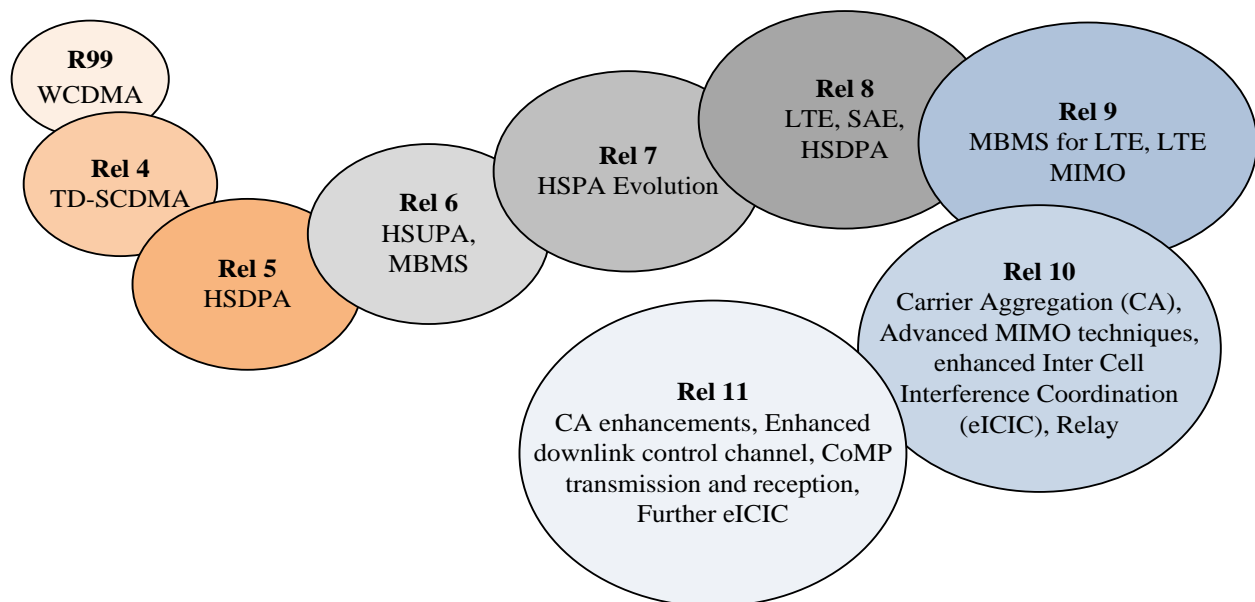 R99
WCDMA
Rel 4
TD-SCDMA
Rel 5
HSDPA
Rel 6
HSUPA,
MBMS
Rel 7
HSPA Evolution
Rel 8
LTE, SAE,
HSDPA
Rel 9
MBMS for LTE, LTE
MIMO
Rel 10
Carrier Aggregation (CA),
Advanced MIMO techniques,
enhanced Inter Cell
Interference Coordination
(eICIC), Relay
Rel 11
CA enhancements, Enhanced
downlink control channel, CoMP
transmission and reception,
Further eICIC